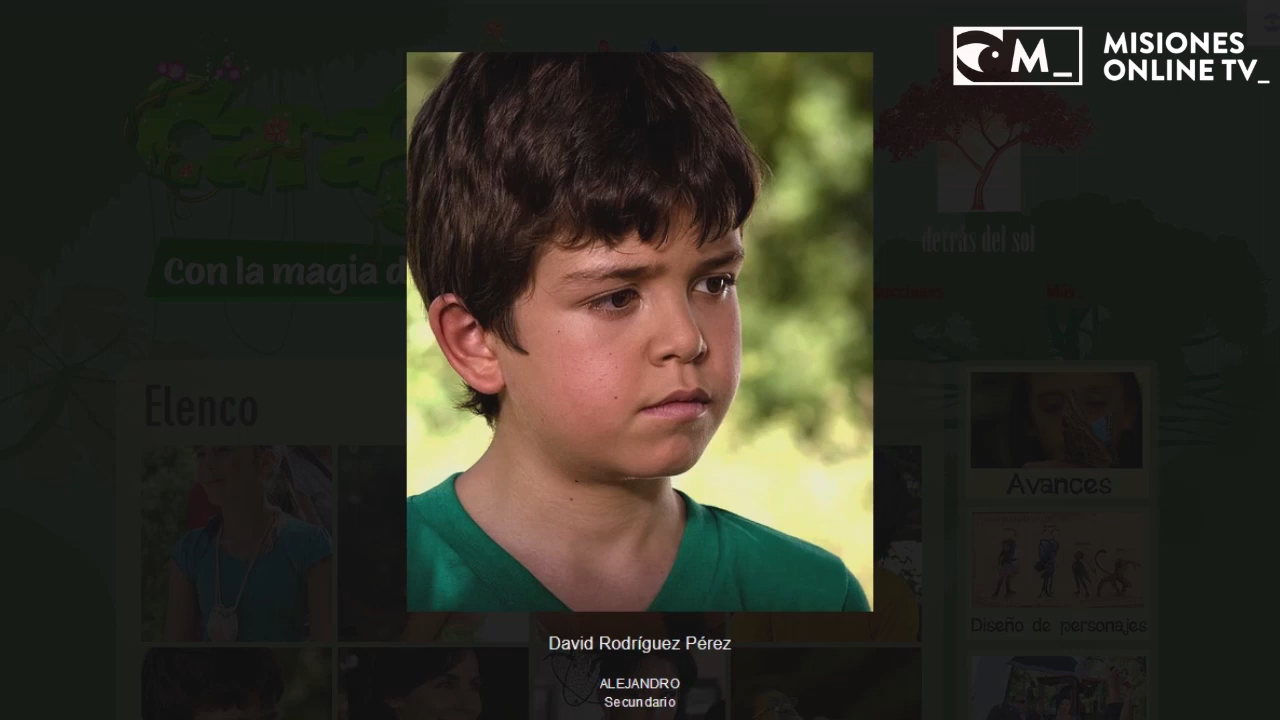 M_
MISIONES
ONLINE TV_
Con la magia d
detrás del sol
Elenco
Avances
Diseño de personajes
David Rodríguez Pérez
ALEJANDRO
Secundario